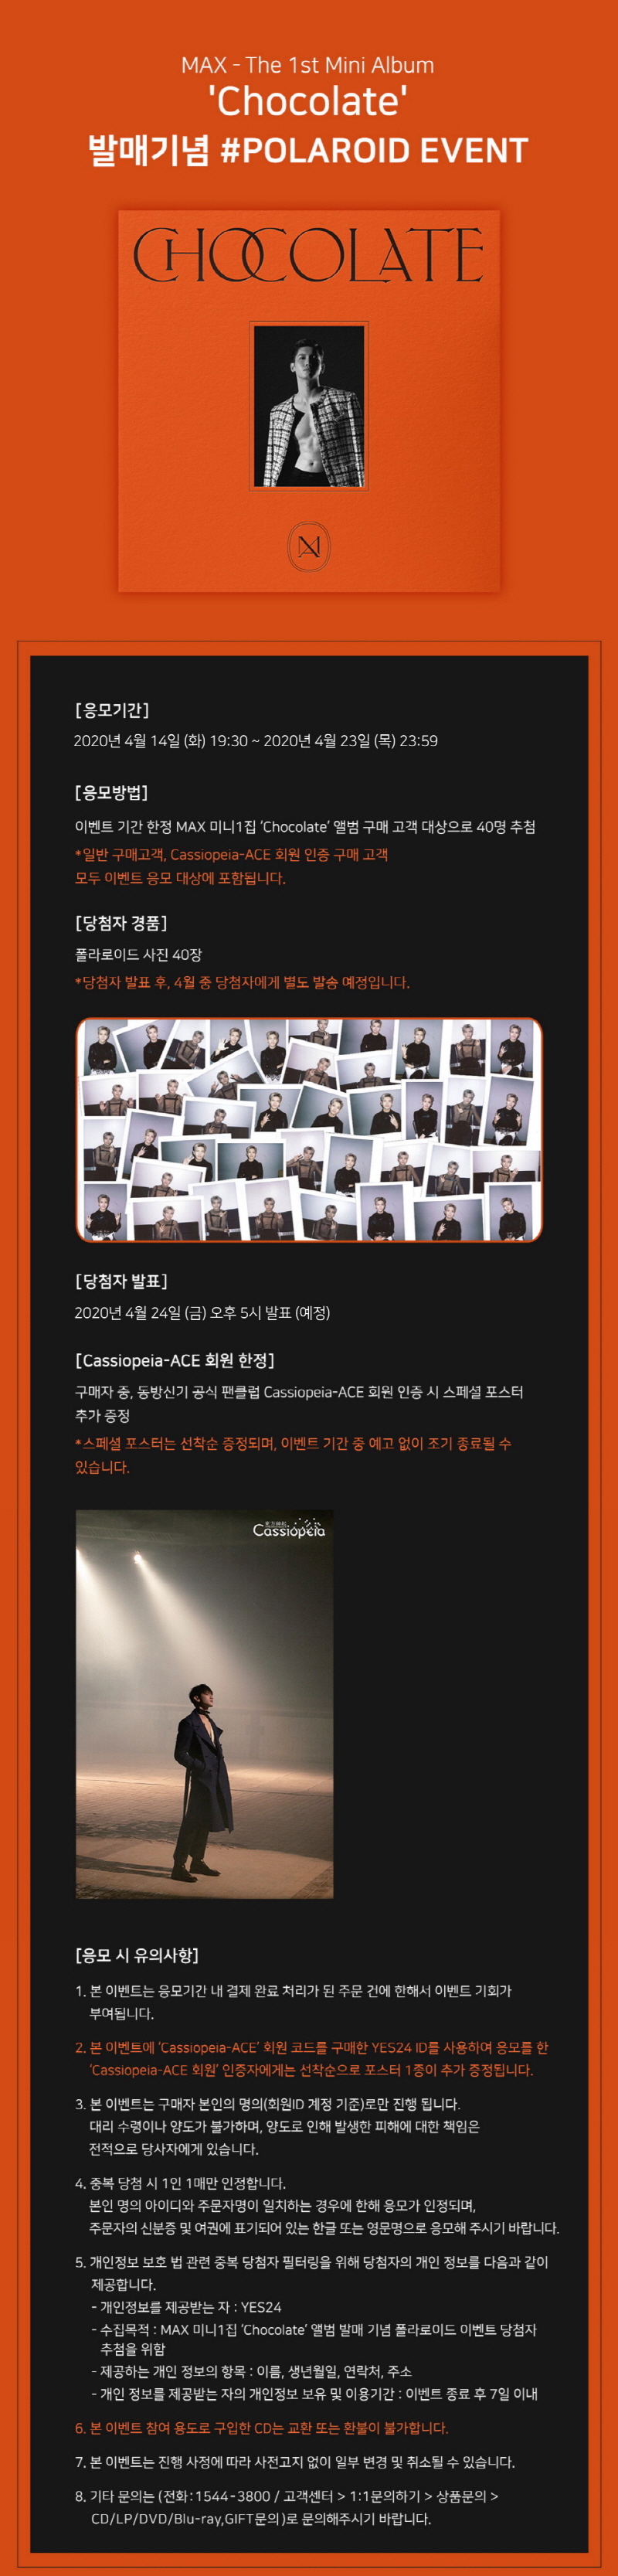 MAX - The 1st Mini Album
'Chocolate'
발매기념 #POLAROID EVENT
CHOCOLATE
[응모기간]
2020년 4월 14일 (화) 19:30 ~ 2020년 4월 23일 (목) 23:59
[응모방법]
이벤트 기간 한정 MAX 미니1집 ‘Chocolate’ 앨범 구매 고객 대상으로 40명 추첨
*일반 구매고객, Cassiopeia-ACE 회원 인증 구매 고객
모두 이벤트 응모 대상에 포함됩니다.
[당첨자 경품]
폴라로이드 사진 40장
*당첨자 발표 후, 4월 중 당첨자에게 별도 발송 예정입니다.
[당첨자 발표]
2020년 4월 24일 (금) 오후 5시 발표 (예정)
[Cassiopeia-ACE 회원 한정]
구매자 중, 동방신기 공식 팬클럽 Cassiopeia-ACE 회원 인증 시 스페셜 포스터
추가 증정
*스페셜 포스터는 선착순 증정되며, 이벤트 기간 중 예고 없이 조기 종료될 수
있습니다.
Cassiopeia
[응모 시 유의사항]
1. 본 이벤트는 응모기간 내 결제 완료 처리가 된 주문 건에 한해서 이벤트 기회가
부여됩니다.
2. 본 이벤트에 ‘Cassiopeia-ACE’ 회원 코드를 구매한 YES24 ID를 사용하여 응모를 한
‘Cassiopeia-ACE 회원’ 인증자에게는 선착순으로 포스터 1종이 추가 증정됩니다.
3. 본 이벤트는 구매자 본인의 명의(회원ID 계정 기준)로만 진행 됩니다.
대리 수령이나 양도가 불가하며, 양도로 인해 발생한 피해에 대한 책임은
전적으로 당사자에게 있습니다.
4. 중복 당첨 시 1인 1매만 인정합니다.
본인 명의 아이디와 주문자명이 일치하는 경우에 한해 응모가 인정되며,
주문자의 신분증 및 여권에 표기되어 있는 한글 또는 영문명으로 응모해 주시기 바랍니다.
5. 개인정보 보호 법 관련 중복 당첨자 필터링을 위해 당첨자의 개인 정보를 다음과 같이
제공합니다.
- 개인정보를 제공받는 자 : YES24
- 수집목적 : MAX 미니1집 ‘Chocolate’ 앨범 발매 기념 폴라로이드 이벤트 당첨자
추첨을 위함
- 제공하는 개인 정보의 항목 : 이름, 생년월일, 연락처, 주소
- 개인 정보를 제공받는 자의 개인정보 보유 및 이용기간 : 이벤트 종료 후 7일 이내
6. 본 이벤트 참여 용도로 구입한 CD는 교환 또는 환불이 불가합니다.
7. 본 이벤트는 진행 사정에 따라 사전고지 없이 일부 변경 및 취소될 수 있습니다.
8. 기타 문의는 (전화:1544-3800 / 고객센터 > 1:1문의하기 > 상품문의 >
CD/LP/DVD/Blu-ray,GIFT문의)로 문의해주시기 바랍니다.